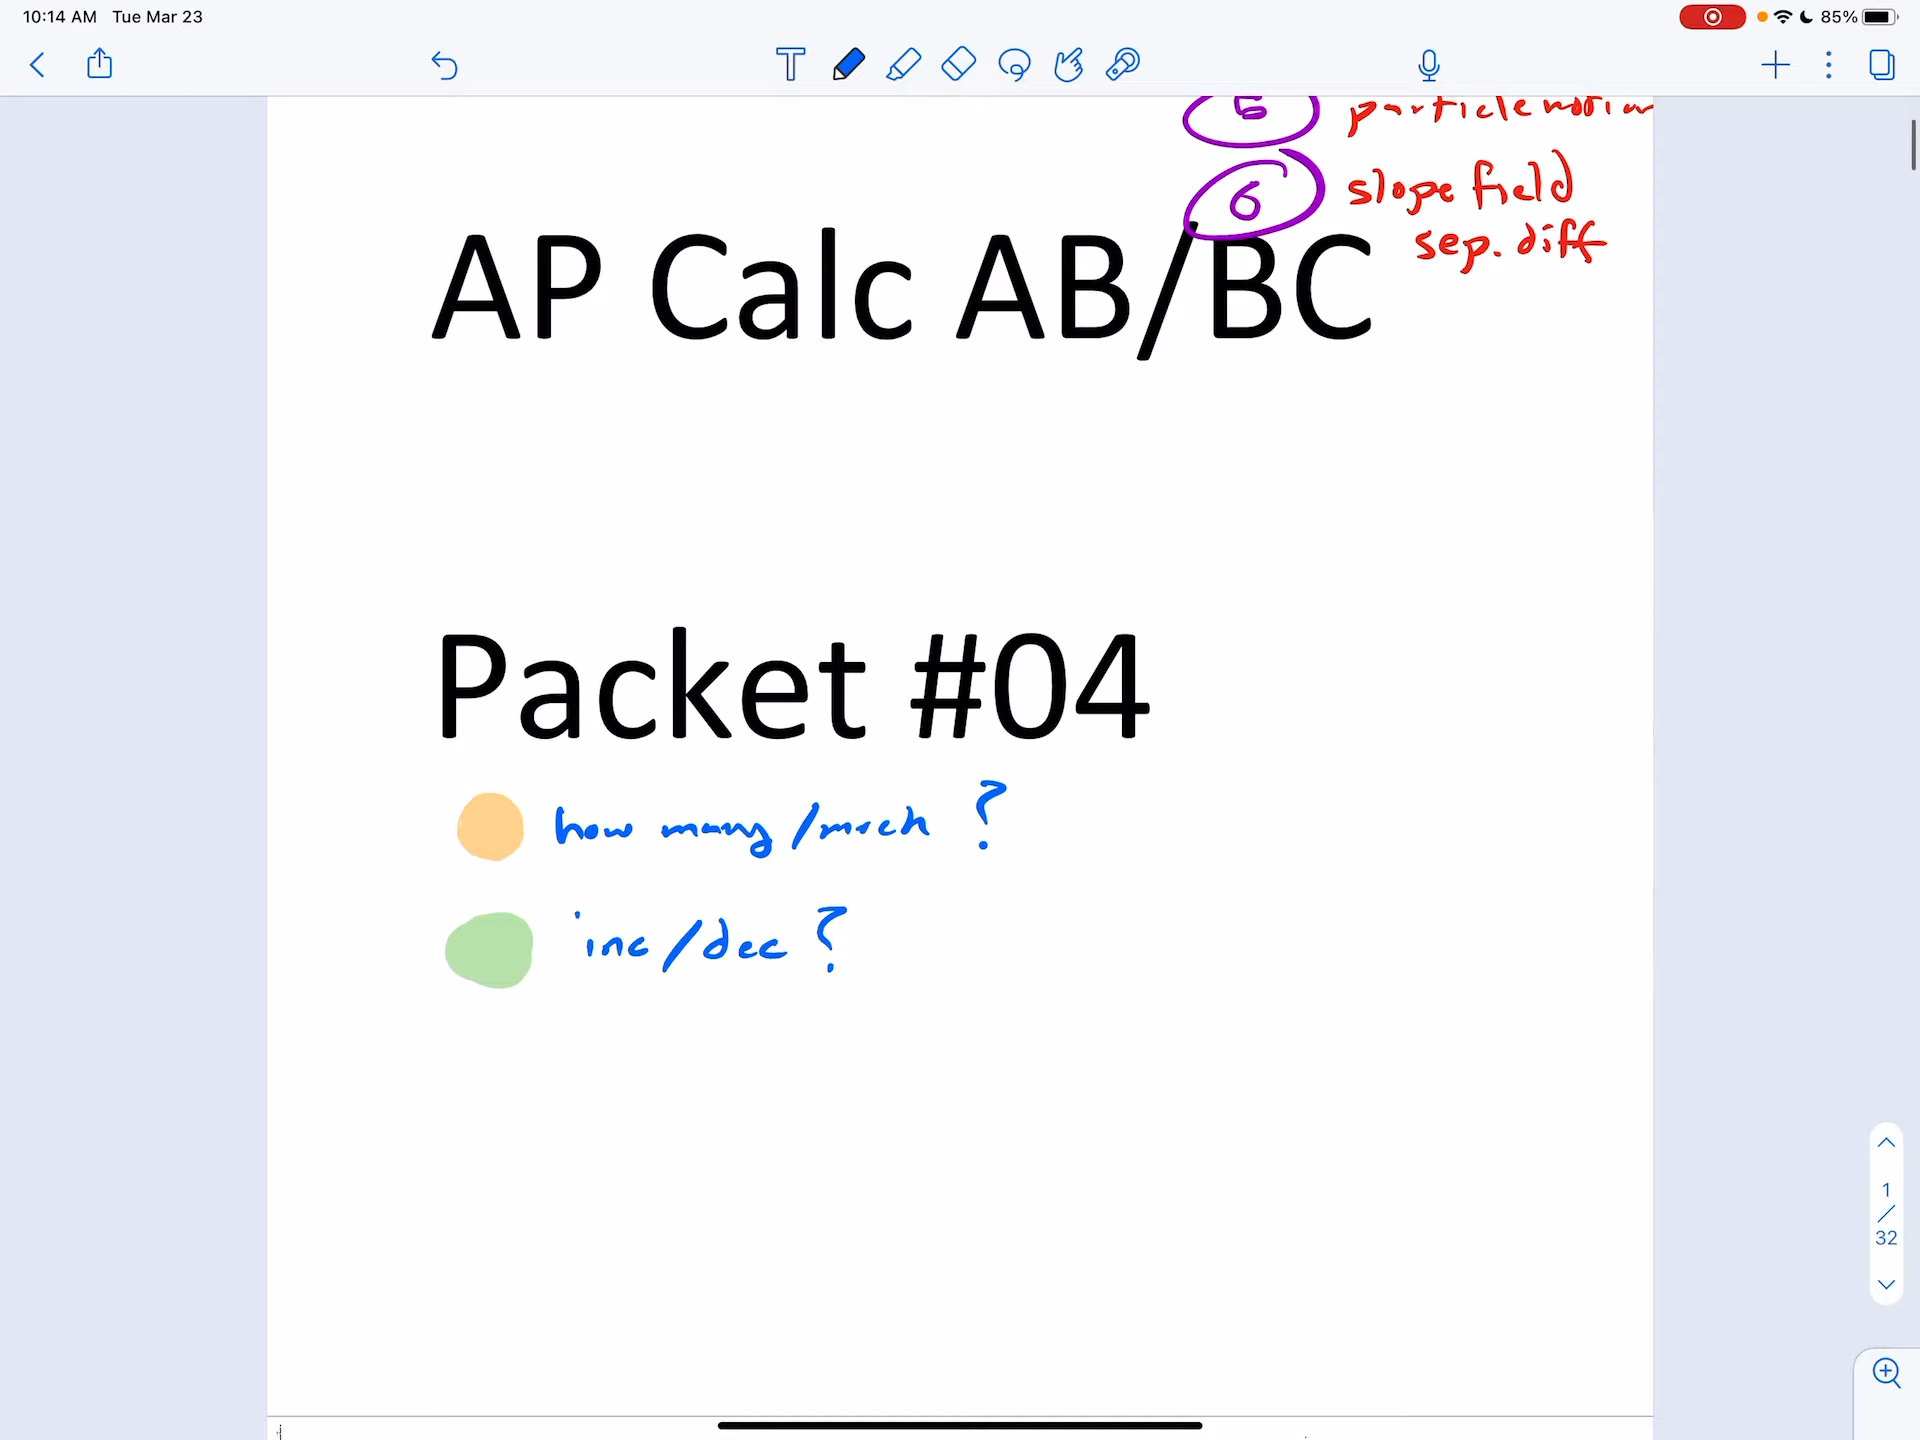 10:14 AM Tue Mar 23
85%
5 particle motion
6 slope field
sep. diff
AP Calc AB/BC
Packet #04
how many/much ?
inc/dec ?
1
/
32